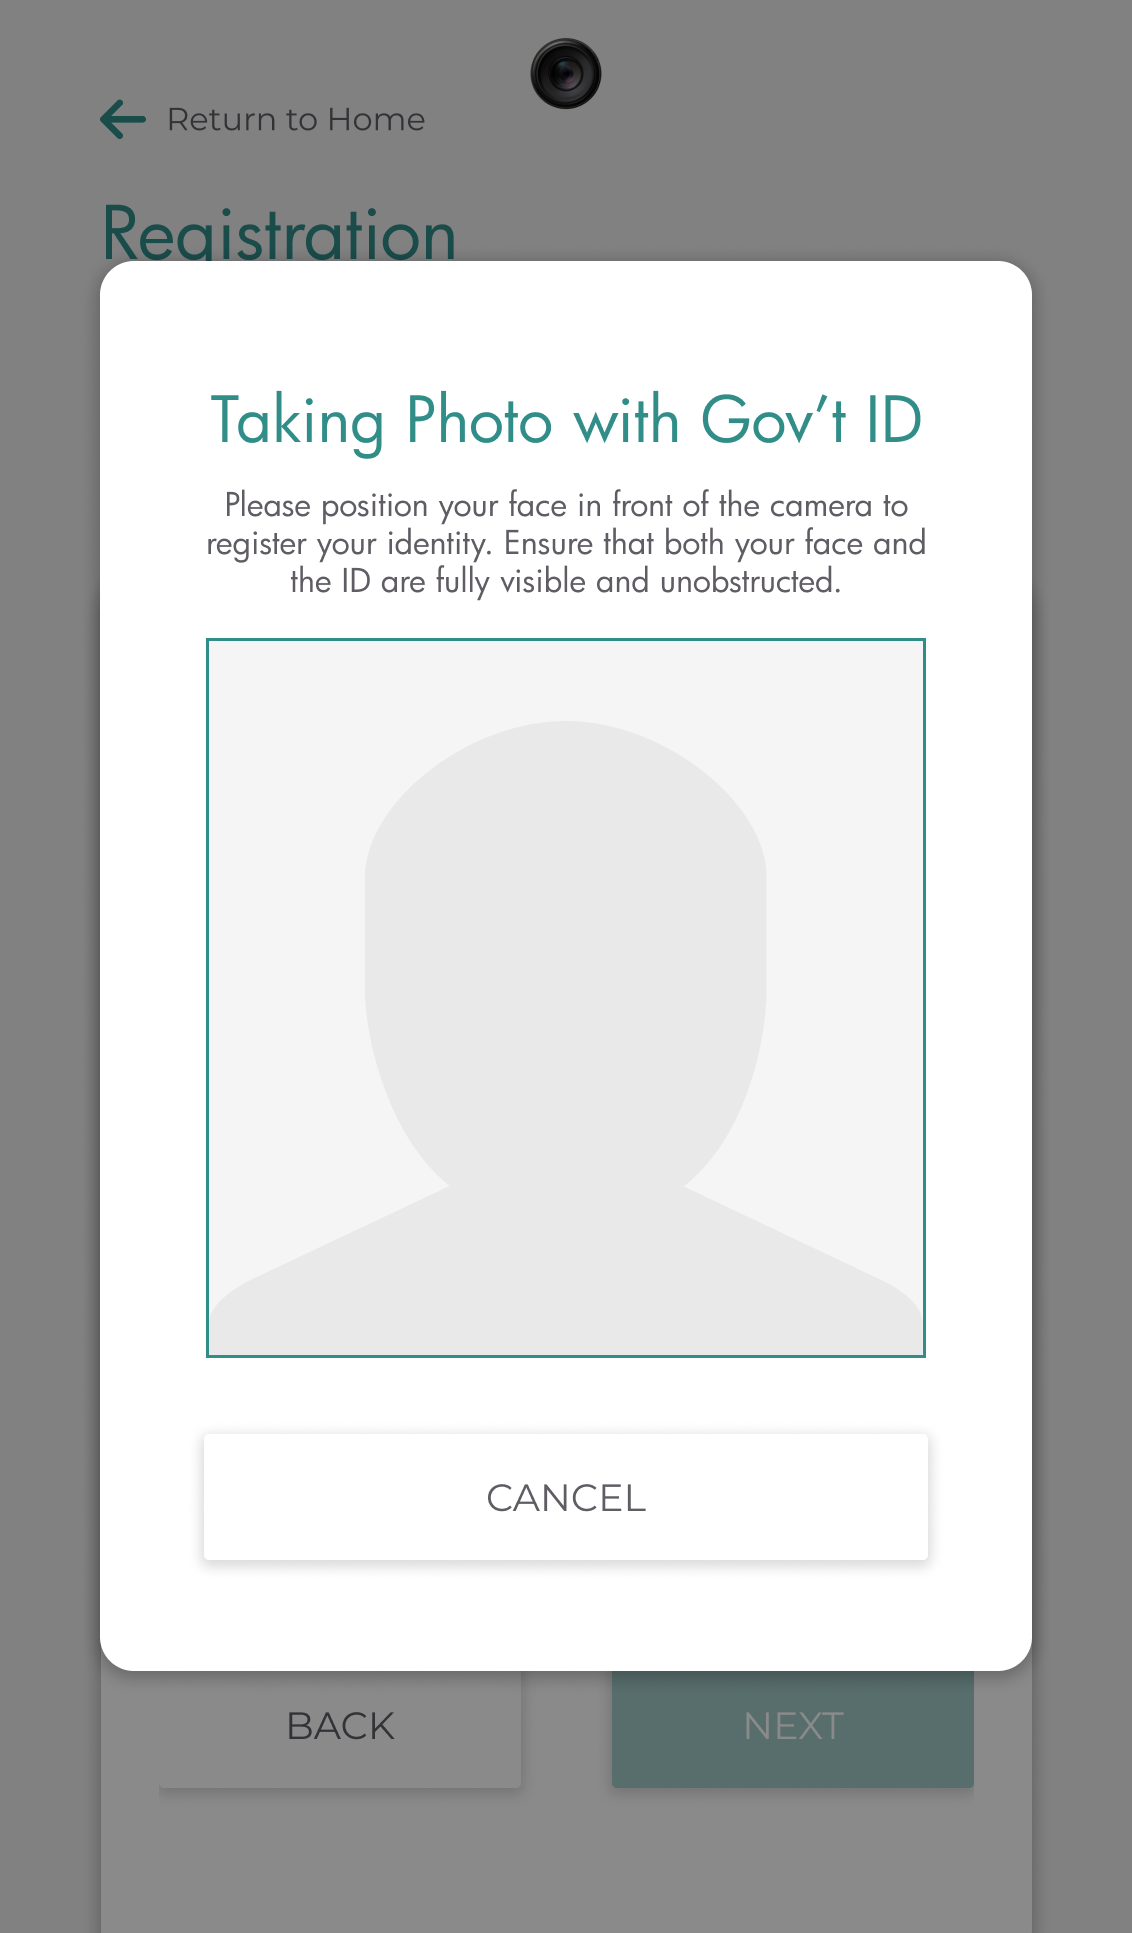 Return to Home
Registration
Taking Photo with Gov’t ID
Please position your face in front of the camera to
register your identity. Ensure that both your face and
the ID are fully visible and unobstructed.
CANCEL
BACK
NEXT